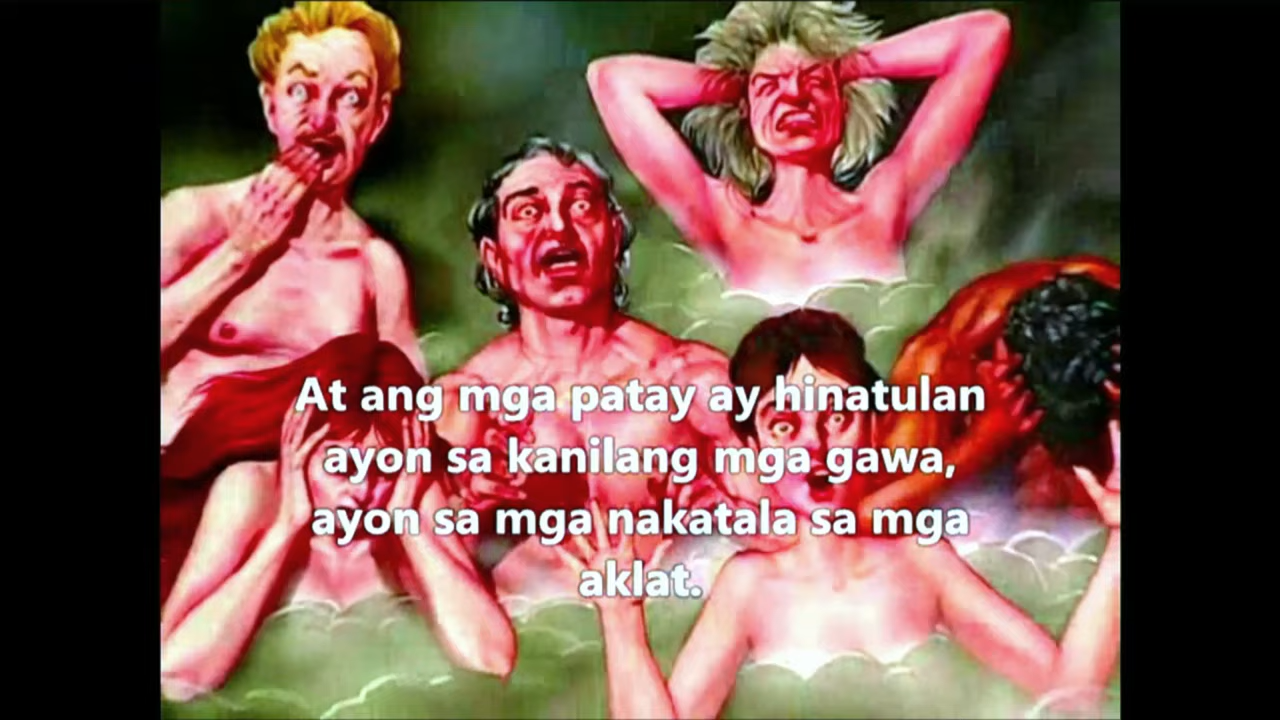 At ang mga patay ay hinatulan
ayon sa kanilang mga gawa,
ayon sa mga nakatala sa mga
aklat.